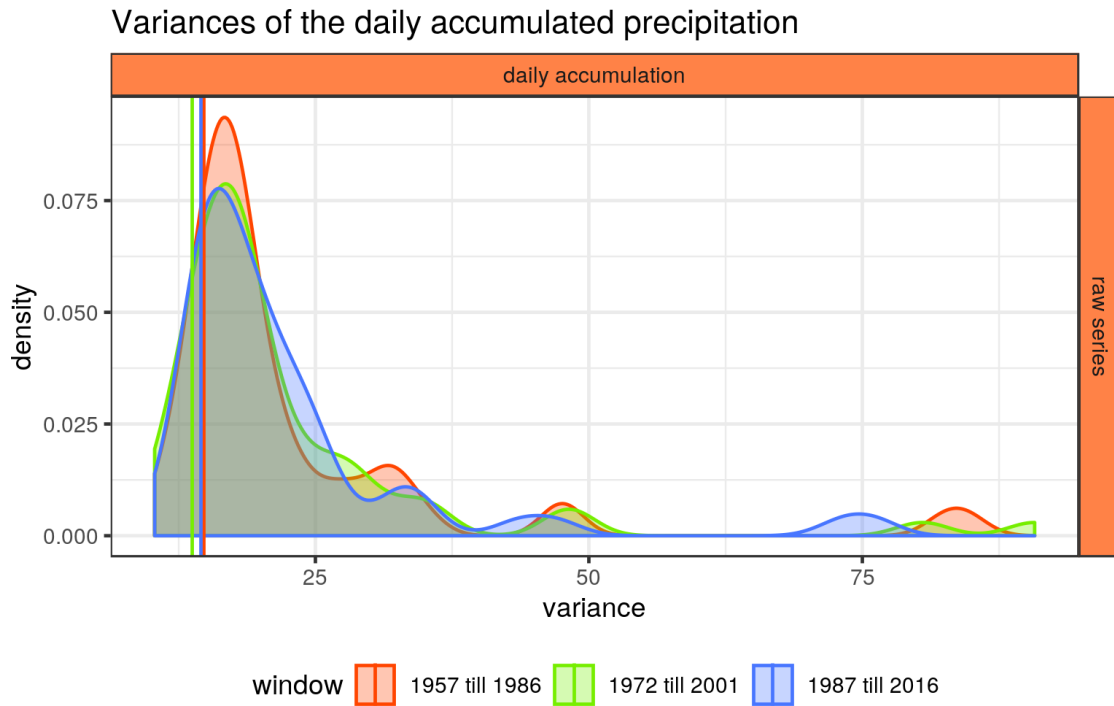 Variances of the daily accumulated precipitation
daily accumulation
raw series
density
0.075
0.050
0.025
0.000
25 50 75
variance
window 1957 till 1986 1972 till 2001 1987 till 2016